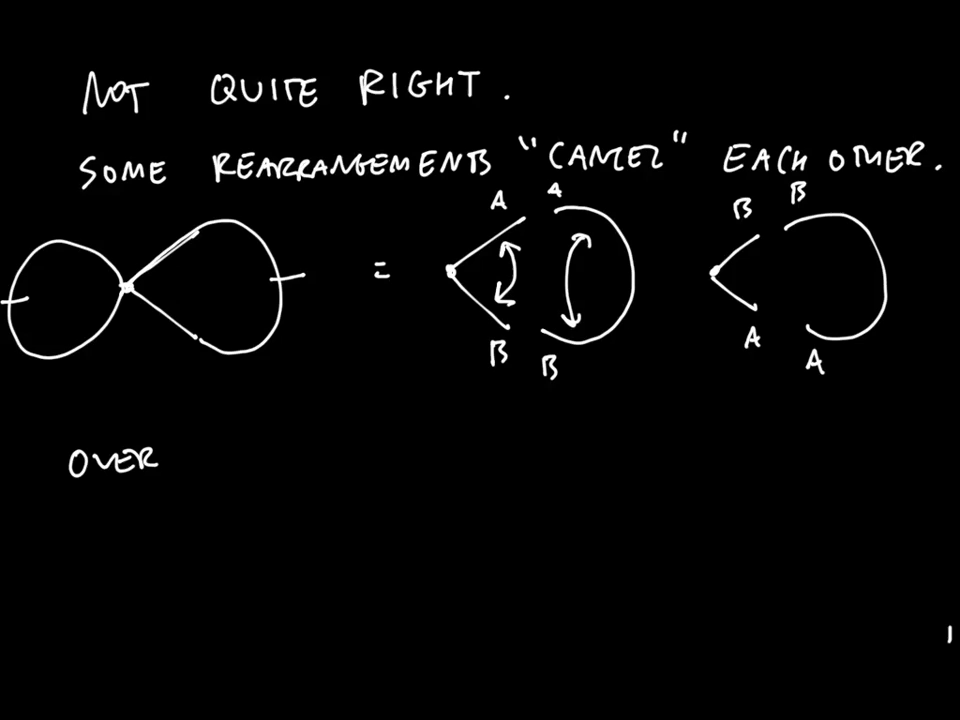 NOT QUITE RIGHT.
SOME REARRANGEMENTS "CANCEL" EACH OTHER.
A A B B
=
B B A A
OVER
1